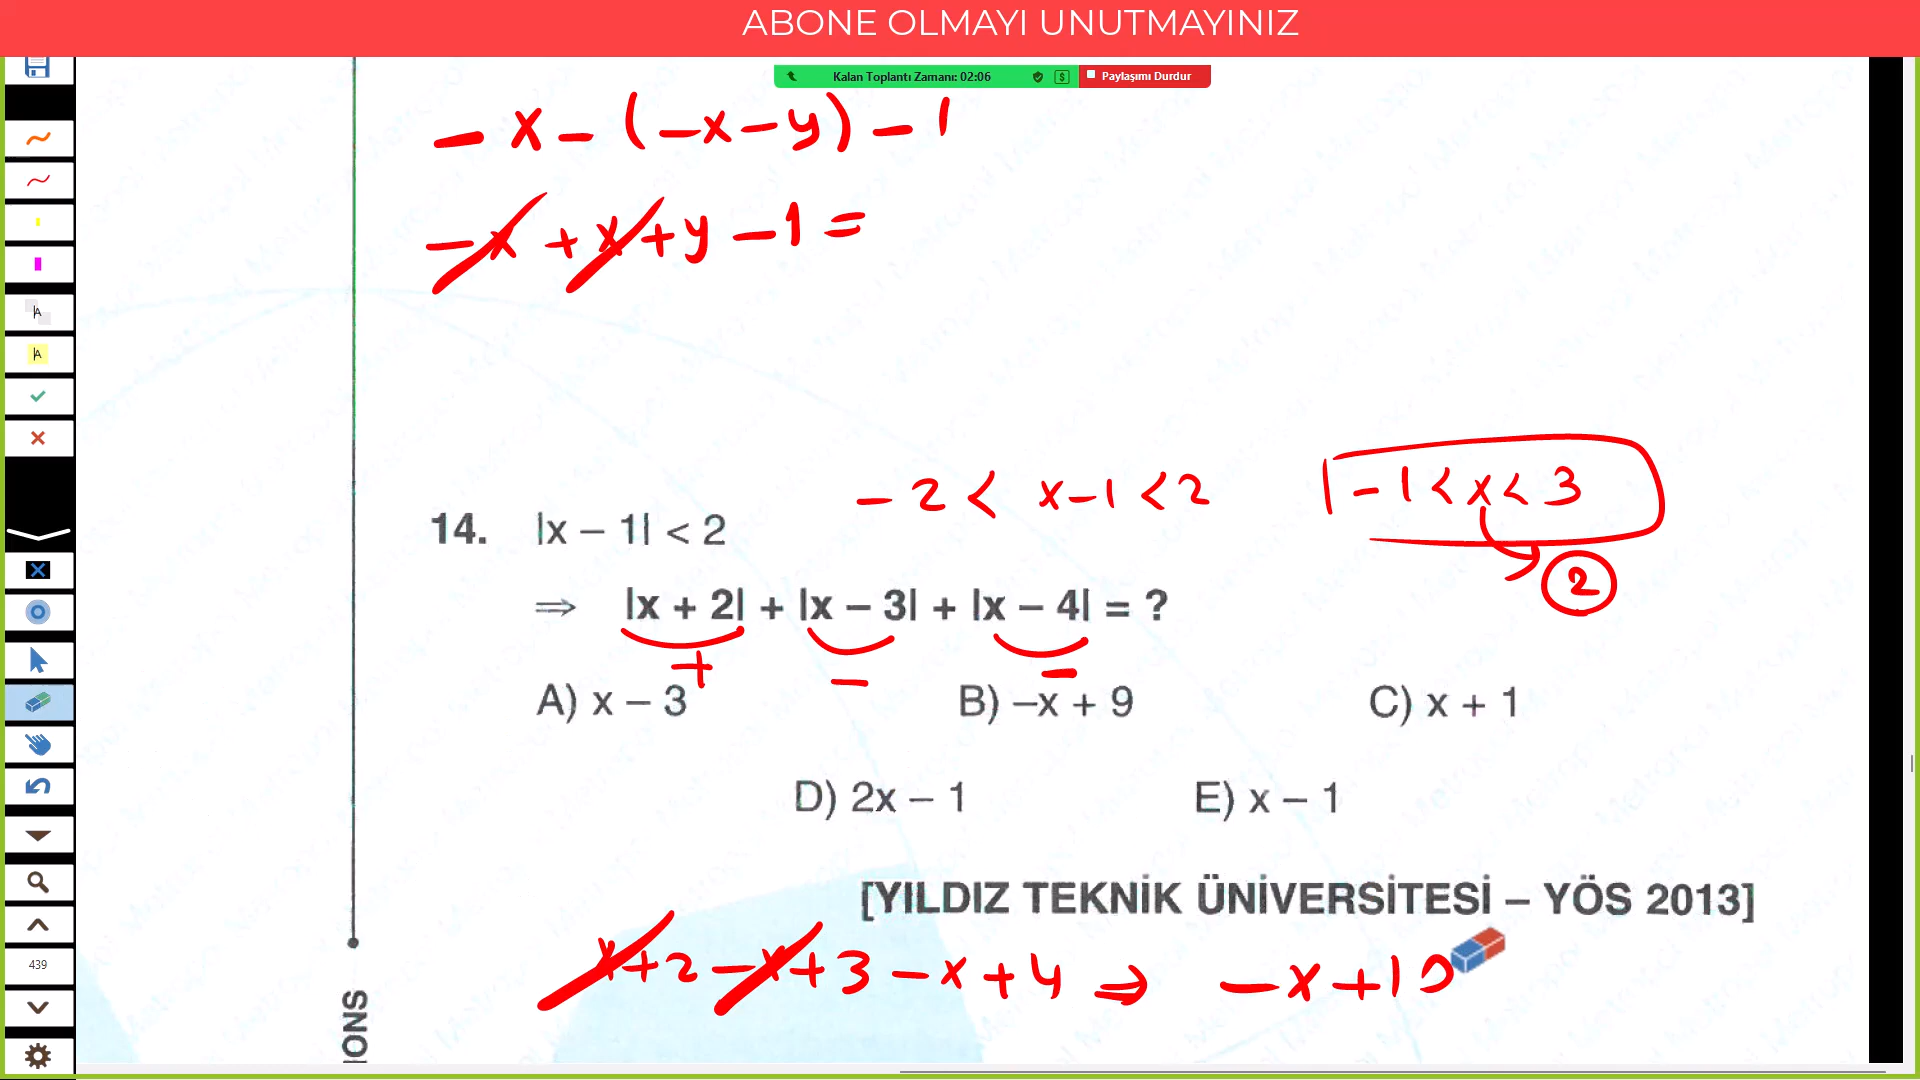 ABONE OLMAYI UNUTMAYINIZ
Kalan Toplantı Zamanı: 02:06 Paylaşımı Durdur
- x - (-x - y) - 1
-x + x + y - 1 =
-2 < x-1 < 2
|-1 < x < 3
2
14. |x – 1| < 2
⇒ |x + 2| + |x – 3| + |x – 4| = ?
+ - -
A) x – 3 B) –x + 9 C) x + 1
D) 2x – 1 E) x – 1
[YILDIZ TEKNİK ÜNİVERSİTESİ – YÖS 2013]
x+2 -x+3 -x+4 ⇒ -x+10
439
IONS